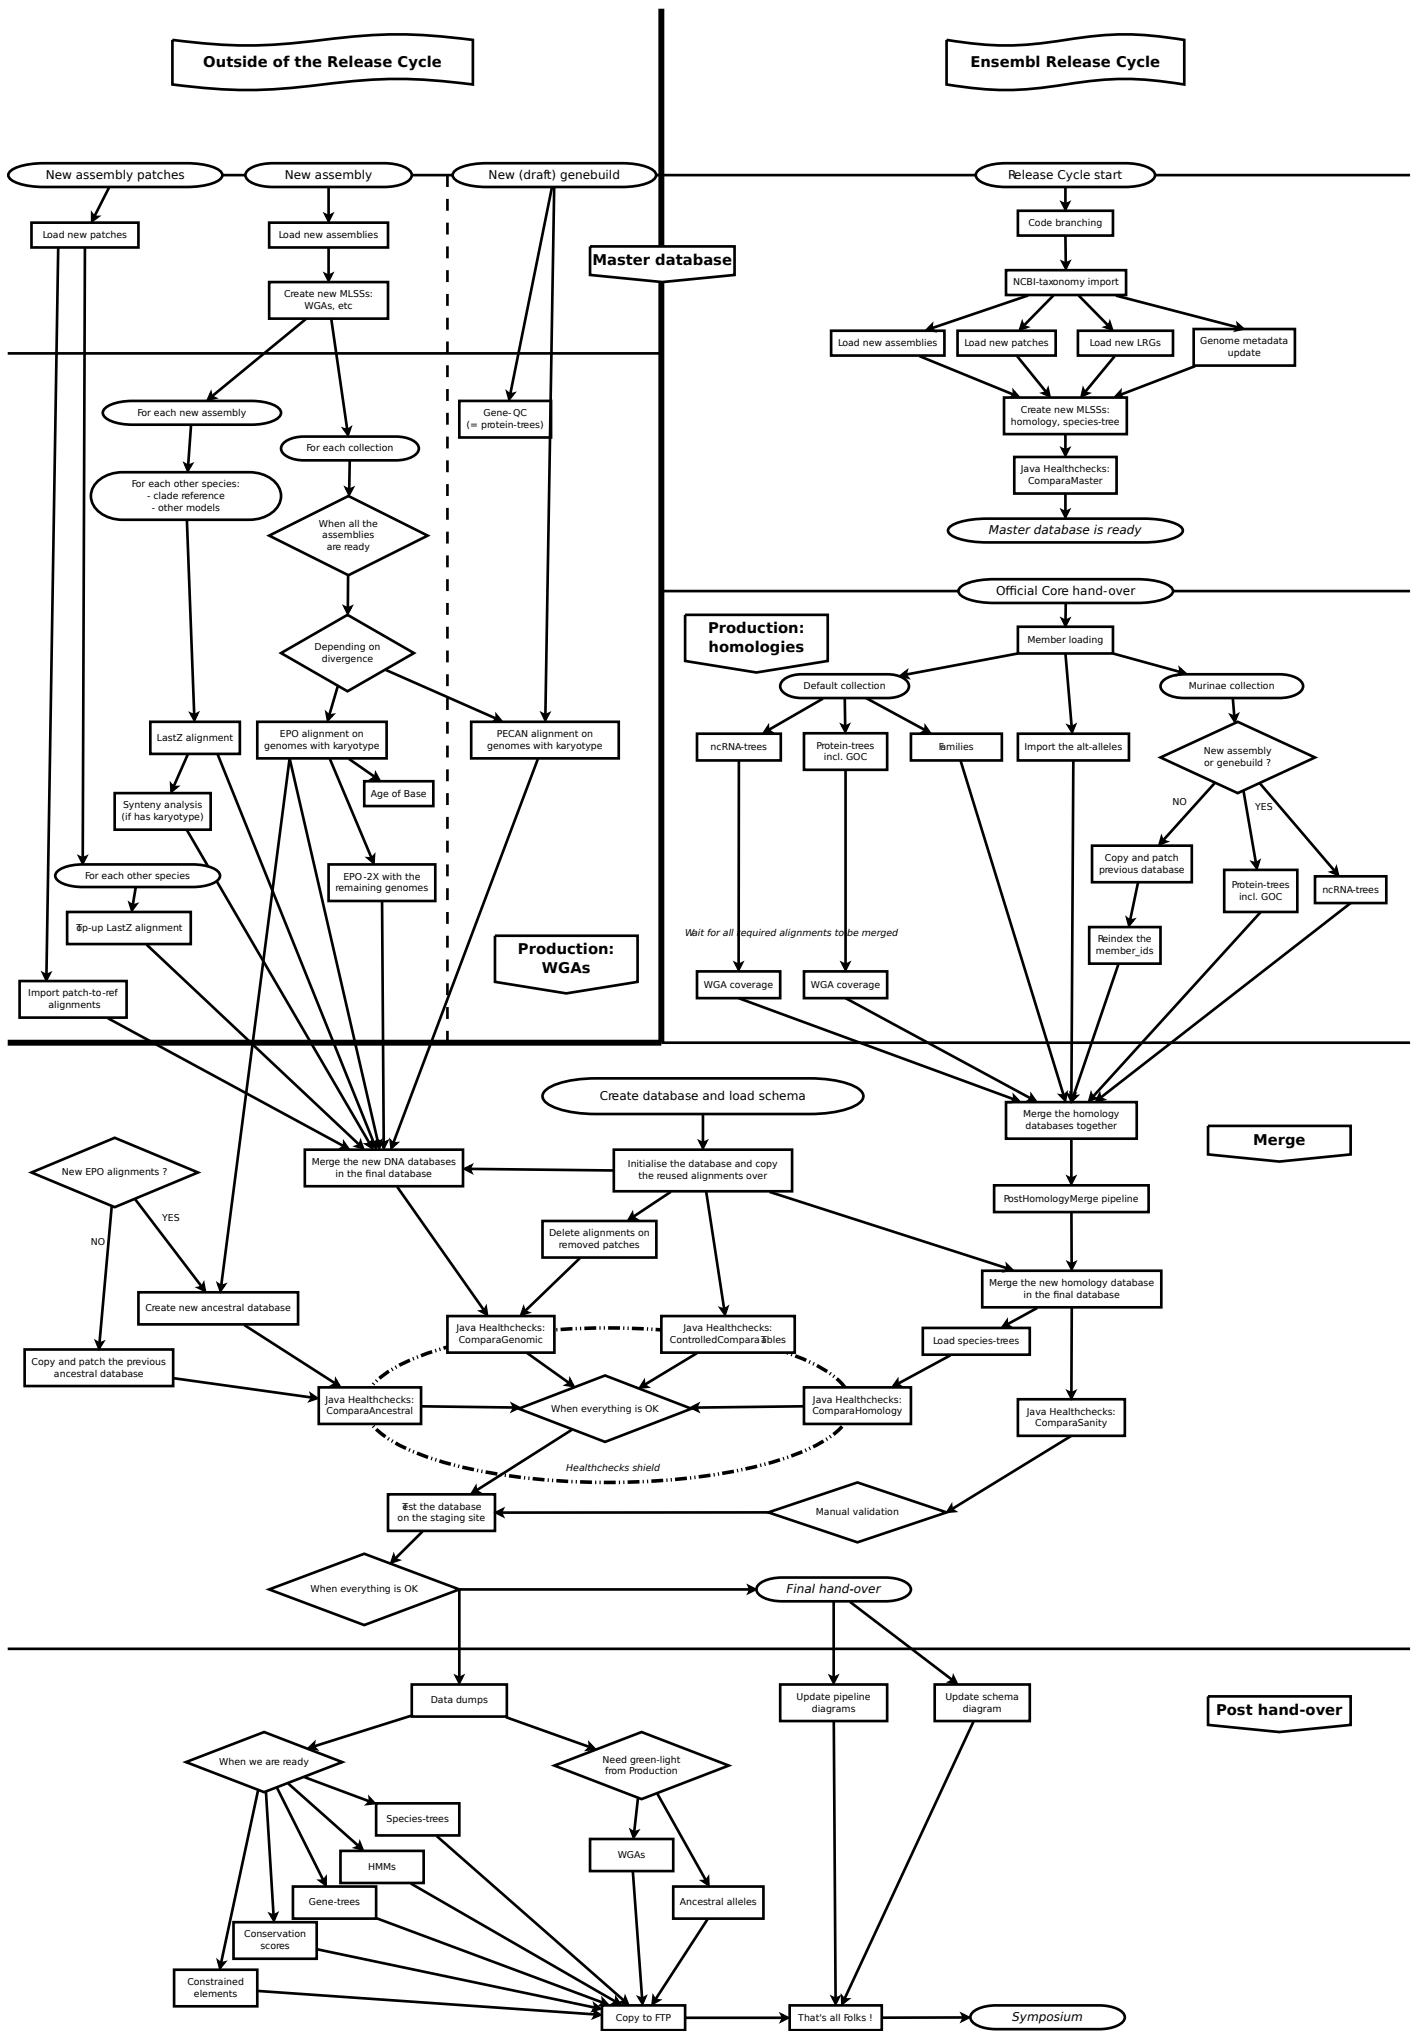 Outside of the Release Cycle
Ensembl Release Cycle
New assembly patches
New assembly
New (draft) genebuild
Release Cycle start
Load new patches
Load new assemblies
Code branching
Master database
Create new MLSSs:
WGAs, etc
NCBI-taxonomy import
Load new assemblies
Load new patches
Load new LRGs
Genome metadata
update
For each new assembly
Gene-QC
(= protein-trees)
Create new MLSSs:
homology, species-tree
For each collection
Java Healthchecks:
ComparaMaster
For each other species:
- clade reference
- other models
When all the
assemblies
are ready
Master database is ready
Official Core hand-over
Production:
homologies
Member loading
Depending on
divergence
Default collection
Murinae collection
LastZ alignment
EPO alignment on
genomes with karyotype
PECAN alignment on
genomes with karyotype
ncRNA-trees
Protein-trees
incl. GOC
Families
Import the alt-alleles
New assembly
or genebuild ?
Age of Base
Synteny analysis
(if has karyotype)
NO
YES
For each other species
EPO-2X with the
remaining genomes
Copy and patch
previous database
Protein-trees
incl. GOC
ncRNA-trees
Top-up LastZ alignment
Wait for all required alignments to be merged
Reindex the
member_ids
Production:
WGAs
Import patch-to-ref
alignments
WGA coverage
WGA coverage
Create database and load schema
Merge the homology
databases together
Merge
New EPO alignments ?
Merge the new DNA databases
in the final database
Initialise the database and copy
the reused alignments over
PostHomologyMerge pipeline
YES
NO
Delete alignments on
removed patches
Create new ancestral database
Merge the new homology database
in the final database
Java Healthchecks:
ComparaGenomic
Java Healthchecks:
ControlledComparaTables
Load species-trees
Copy and patch the previous
ancestral database
Java Healthchecks:
ComparaAncestral
When everything is OK
Java Healthchecks:
ComparaHomology
Java Healthchecks:
ComparaSanity
Healthchecks shield
Test the database
on the staging site
Manual validation
When everything is OK
Final hand-over
Data dumps
Update pipeline
diagrams
Update schema
diagram
Post hand-over
When we are ready
Need green-light
from Production
Species-trees
WGAs
HMMs
Gene-trees
Ancestral alleles
Conservation
scores
Constrained
elements
Copy to FTP
That's all Folks !
Symposium